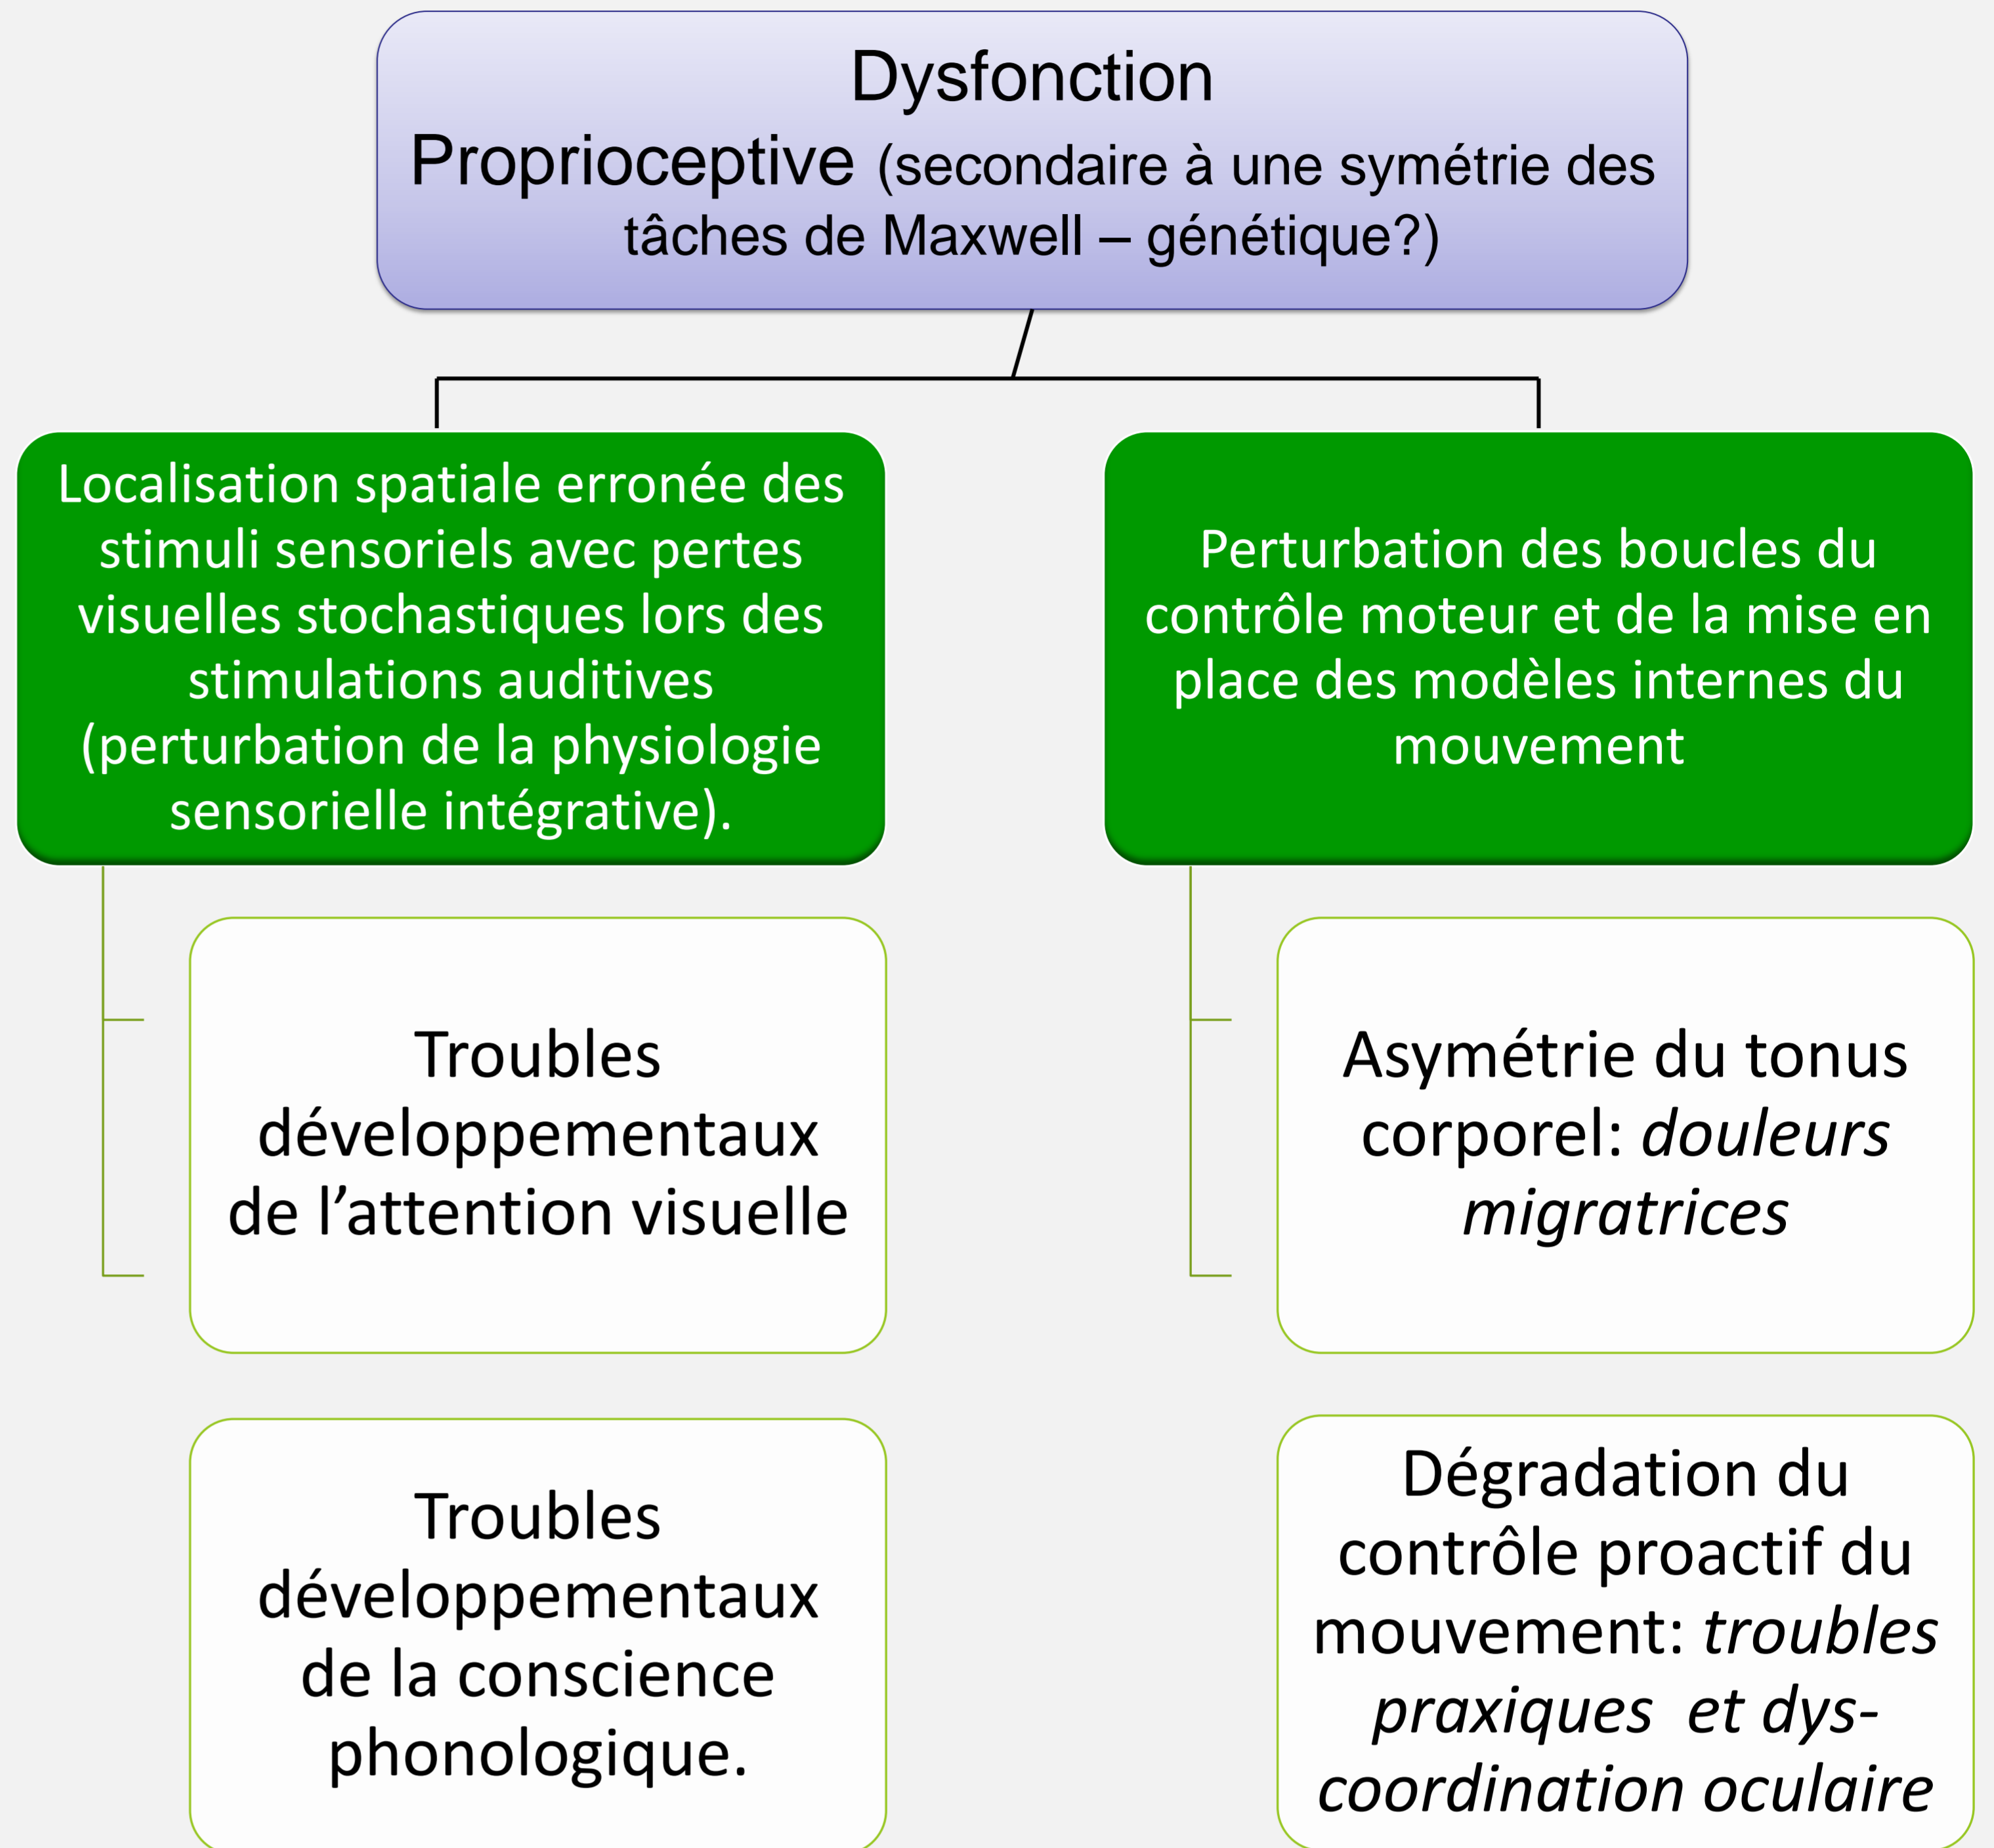 Dysfonction
Proprioceptive (secondaire à une symétrie des
tâches de Maxwell – génétique?)
Localisation spatiale erronée des
stimuli sensoriels avec pertes
visuelles stochastiques lors des
stimulations auditives
(perturbation de la physiologie
sensorielle intégrative).
Perturbation des boucles du
contrôle moteur et de la mise en
place des modèles internes du
mouvement
Troubles
développementaux
de l’attention visuelle
Asymétrie du tonus
corporel: douleurs
migratrices
Troubles
développementaux
de la conscience
phonologique.
Dégradation du
contrôle proactif du
mouvement: troubles
praxiques et dys-
coordination oculaire